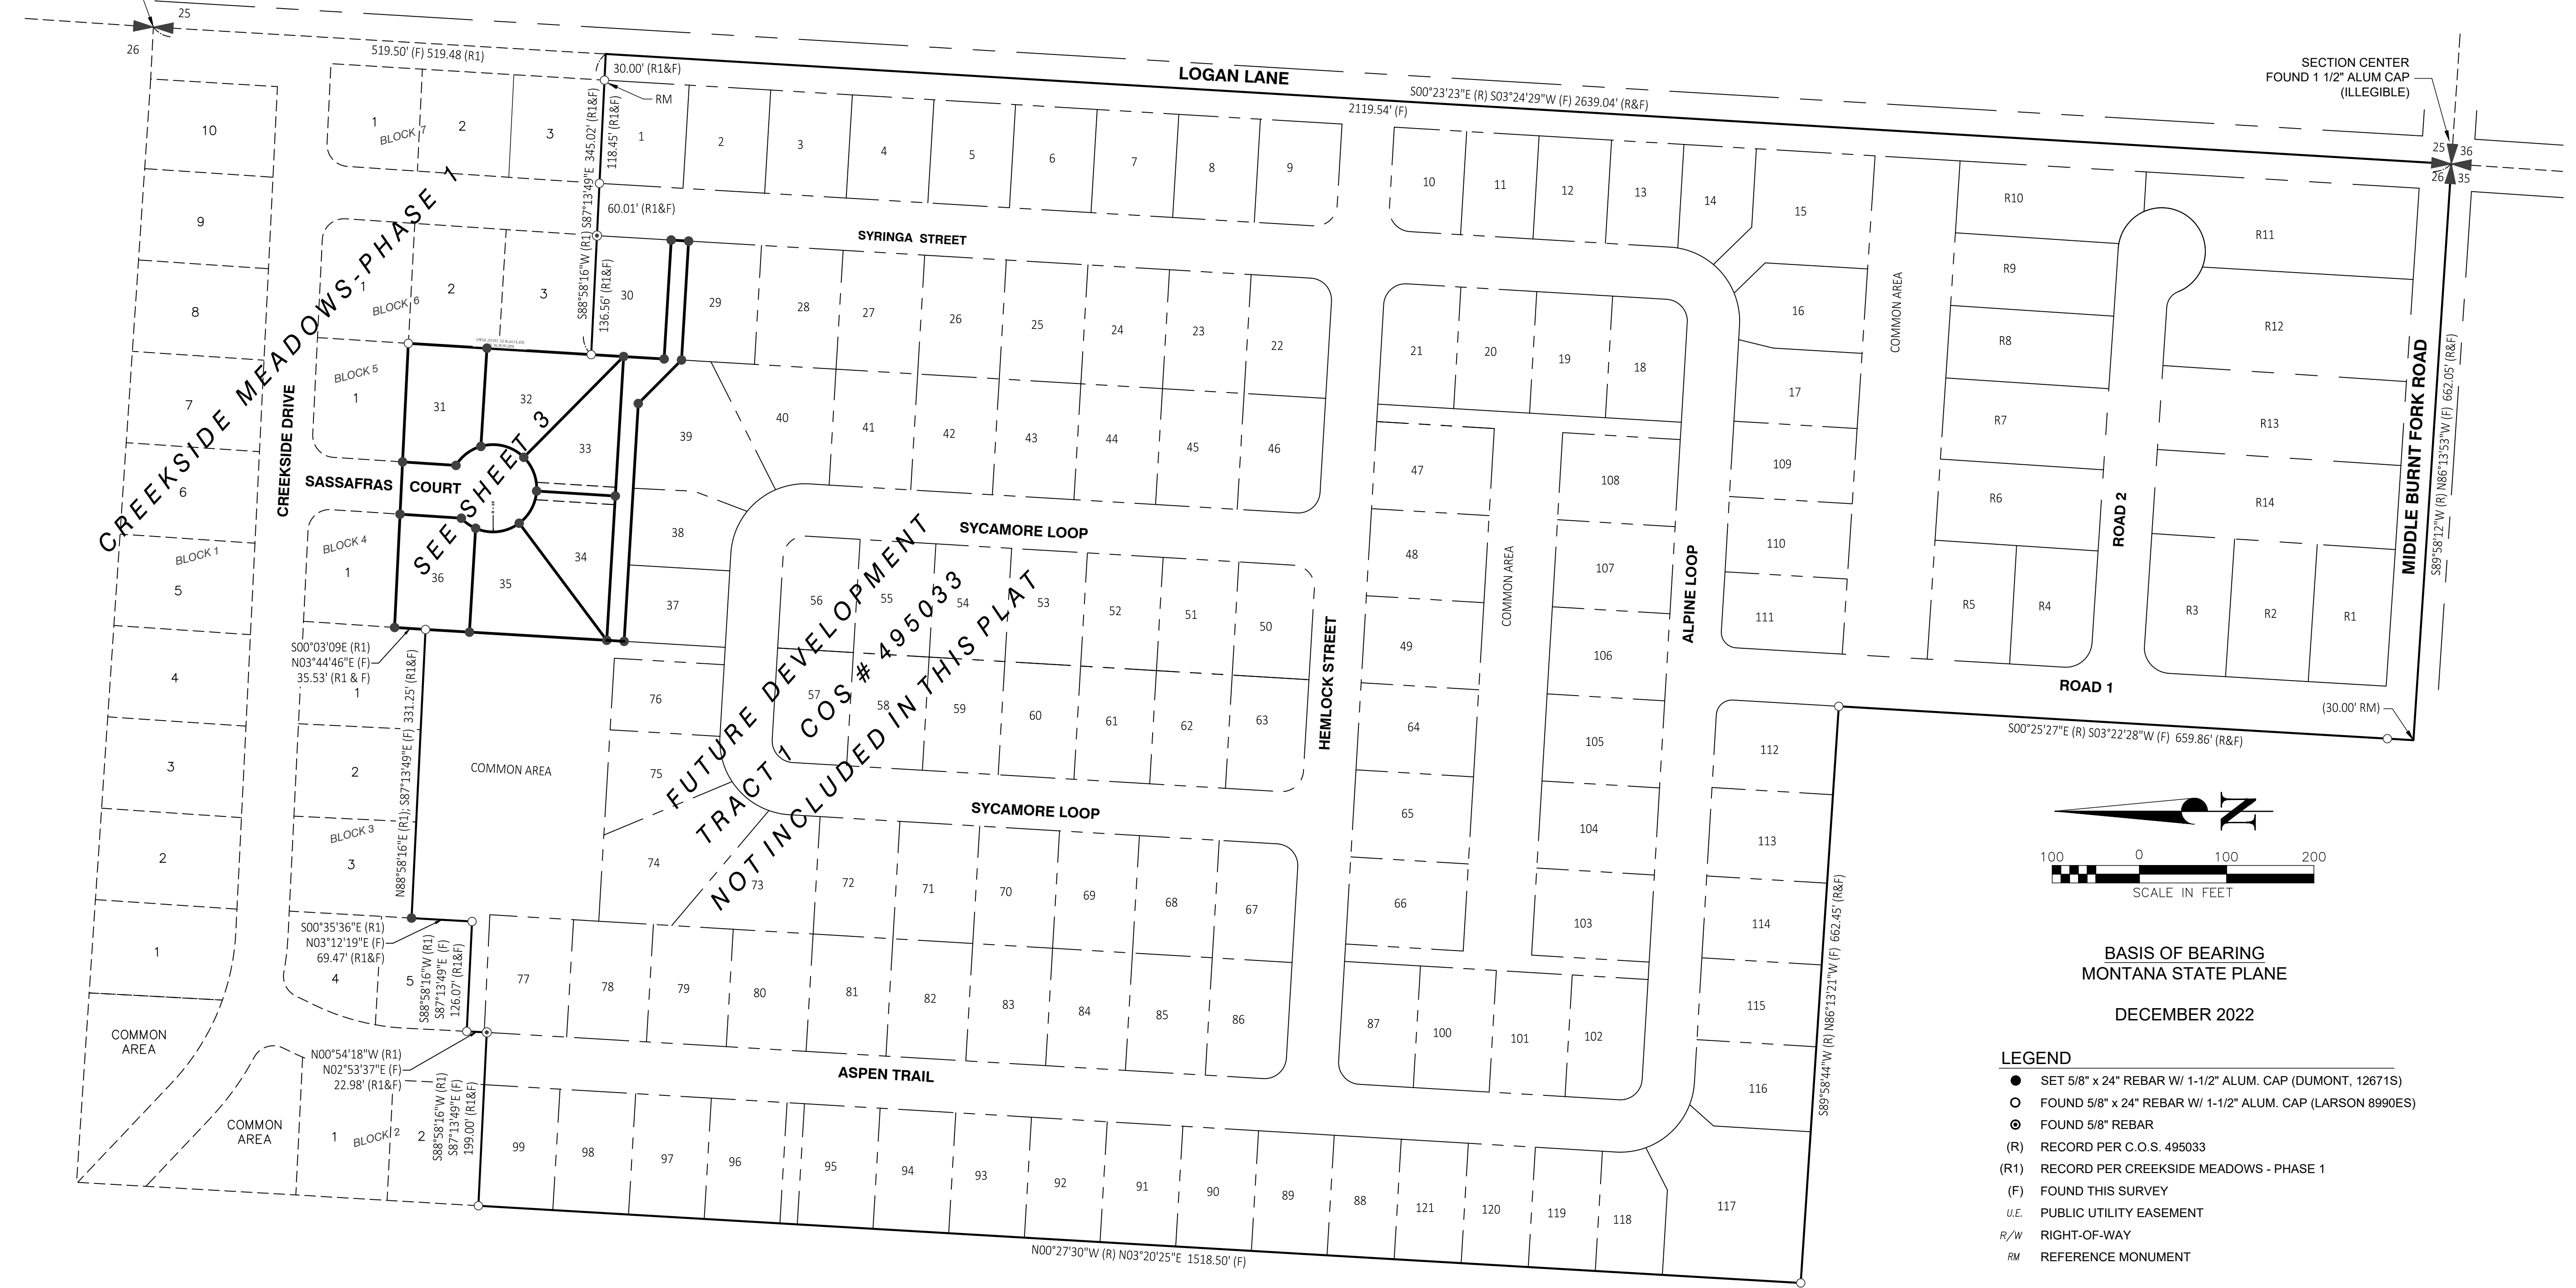 25
26
519.50' (F) 519.48 (R1)
30.00' (R1&F)
RM
LOGAN LANE
S00°23'23"E (R) S03°24'29"W (F) 2639.04' (R&F)
2119.54' (F)
SECTION CENTER
FOUND 1 1/2" ALUM CAP
(ILLEGIBLE)
25
36
26
35
S88°58'16"W (R1) S87°13'49"E 345.02' (R1&F)
118.45' (R1&F)
60.01' (R1&F)
136.56' (R1&F)
CREEKSIDE MEADOWS-PHASE 1
10
9
8
7
6
5
4
3
2
1
BLOCK 1
1
2
3
BLOCK 7
1
2
3
BLOCK 6
BLOCK 5
1
BLOCK 4
1
CREEKSIDE DRIVE
SASSAFRAS COURT
SEE SHEET 3
31
32
33
34
35
36
1
2
3
4
5
6
7
8
9
10
11
12
13
14
15
SYRINGA STREET
30
29
28
27
26
25
24
23
22
21
20
19
18
16
17
109
110
111
COMMON AREA
R10
R9
R8
R7
R6
R5
R4
R11
R12
R13
R14
R3
R2
R1
ROAD 2
ROAD 1
MIDDLE BURNT FORK ROAD
S89°58'12"W (R) N86°13'53"W (F) 662.05' (R&F)
(30.00' RM)
S00°25'27"E (R) S03°22'28"W (F) 659.86' (R&F)
39
40
41
42
43
44
45
46
38
37
SYCAMORE LOOP
56
55
54
53
52
51
50
57
58
59
60
61
62
63
HEMLOCK STREET
47
48
49
64
65
66
COMMON AREA
108
107
106
105
104
103
ALPINE LOOP
112
113
114
115
116
117
S89°58'44"W (R) N86°13'21"W (F) 662.45' (R&F)
FUTURE DEVELOPMENT
TRACT 1 COS # 495033
NOT INCLUDED IN THIS PLAT
S00°03'09E (R1)
N03°44'46"E (F)
35.53' (R1 & F)
N88°58'16"E (R1); S87°13'49"E (F) 331.25' (R1&F)
1
2
BLOCK 3
3
4
5
COMMON AREA
76
75
74
73
SYCAMORE LOOP
72
71
70
69
68
67
S00°35'36"E (R1)
N03°12'19"E (F)
69.47' (R1&F)
S88°58'16"W (R1)
S87°13'49"E (F)
126.07' (R1&F)
77
78
79
80
81
82
83
84
85
86
87
100
101
102
N00°54'18"W (R1)
N02°53'37"E (F)
22.98' (R1&F)
ASPEN TRAIL
COMMON
AREA
COMMON
AREA
1
BLOCK 2
2
S88°58'16"W (R1)
S87°13'49"E (F)
199.00' (R1&F)
99
98
97
96
95
94
93
92
91
90
89
88
121
120
119
118
N00°27'30"W (R) N03°20'25"E 1518.50' (F)
N
100
0
100
200
SCALE IN FEET
BASIS OF BEARING
MONTANA STATE PLANE
DECEMBER 2022
LEGEND
SET 5/8" x 24" REBAR W/ 1-1/2" ALUM. CAP (DUMONT, 12671S)
FOUND 5/8" x 24" REBAR W/ 1-1/2" ALUM. CAP (LARSON 8990ES)
FOUND 5/8" REBAR
(R) RECORD PER C.O.S. 495033
(R1) RECORD PER CREEKSIDE MEADOWS - PHASE 1
(F) FOUND THIS SURVEY
U.E. PUBLIC UTILITY EASEMENT
R/W RIGHT-OF-WAY
RM REFERENCE MONUMENT